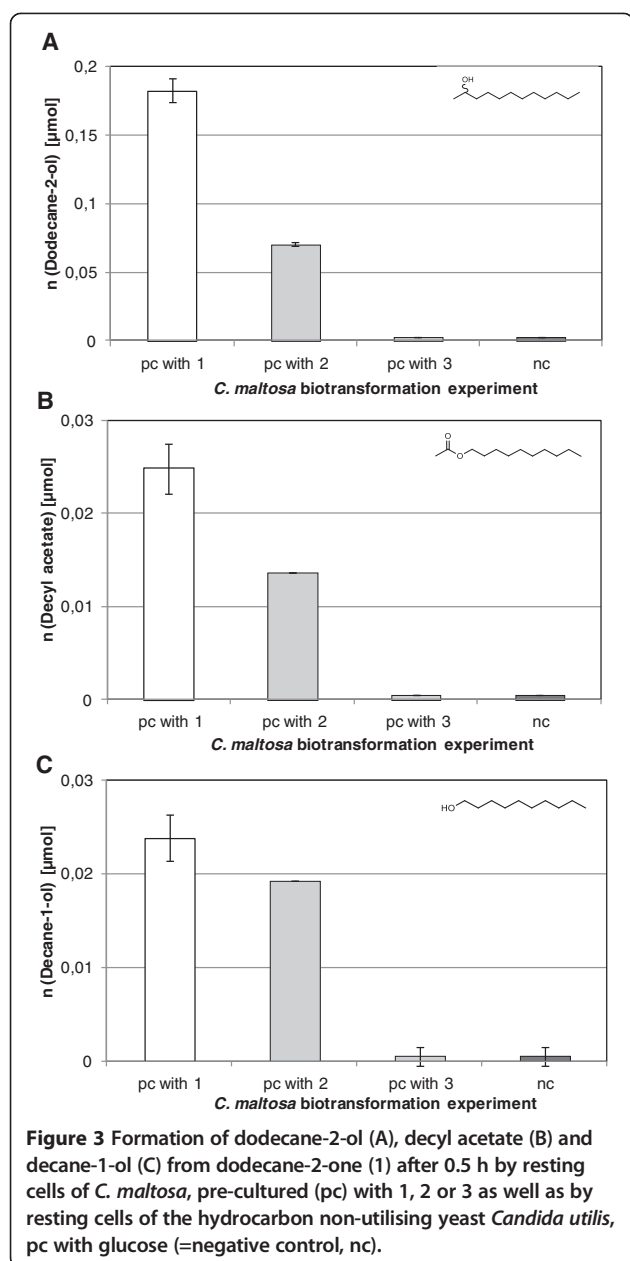 A
n (Dodecane-2-ol) [µmol]
0,2
0,15
0,1
0,05
0
OH
pc with 1 pc with 2 pc with 3 nc
C. maltosa biotransformation experiment
B
n (Decyl acetate) [µmol]
0,03
0,02
0,01
0
O
O
pc with 1 pc with 2 pc with 3 nc
C. maltosa biotransformation experiment
C
n (Decane-1-ol) [µmol]
0,03
0,02
0,01
0
HO
pc with 1 pc with 2 pc with 3 nc
C. maltosa biotransformation experiment
Figure 3 Formation of dodecane-2-ol (A), decyl acetate (B) and
decane-1-ol (C) from dodecane-2-one (1) after 0.5 h by resting
cells of C. maltosa, pre-cultured (pc) with 1, 2 or 3 as well as by
resting cells of the hydrocarbon non-utilising yeast Candida utilis,
pc with glucose (=negative control, nc).